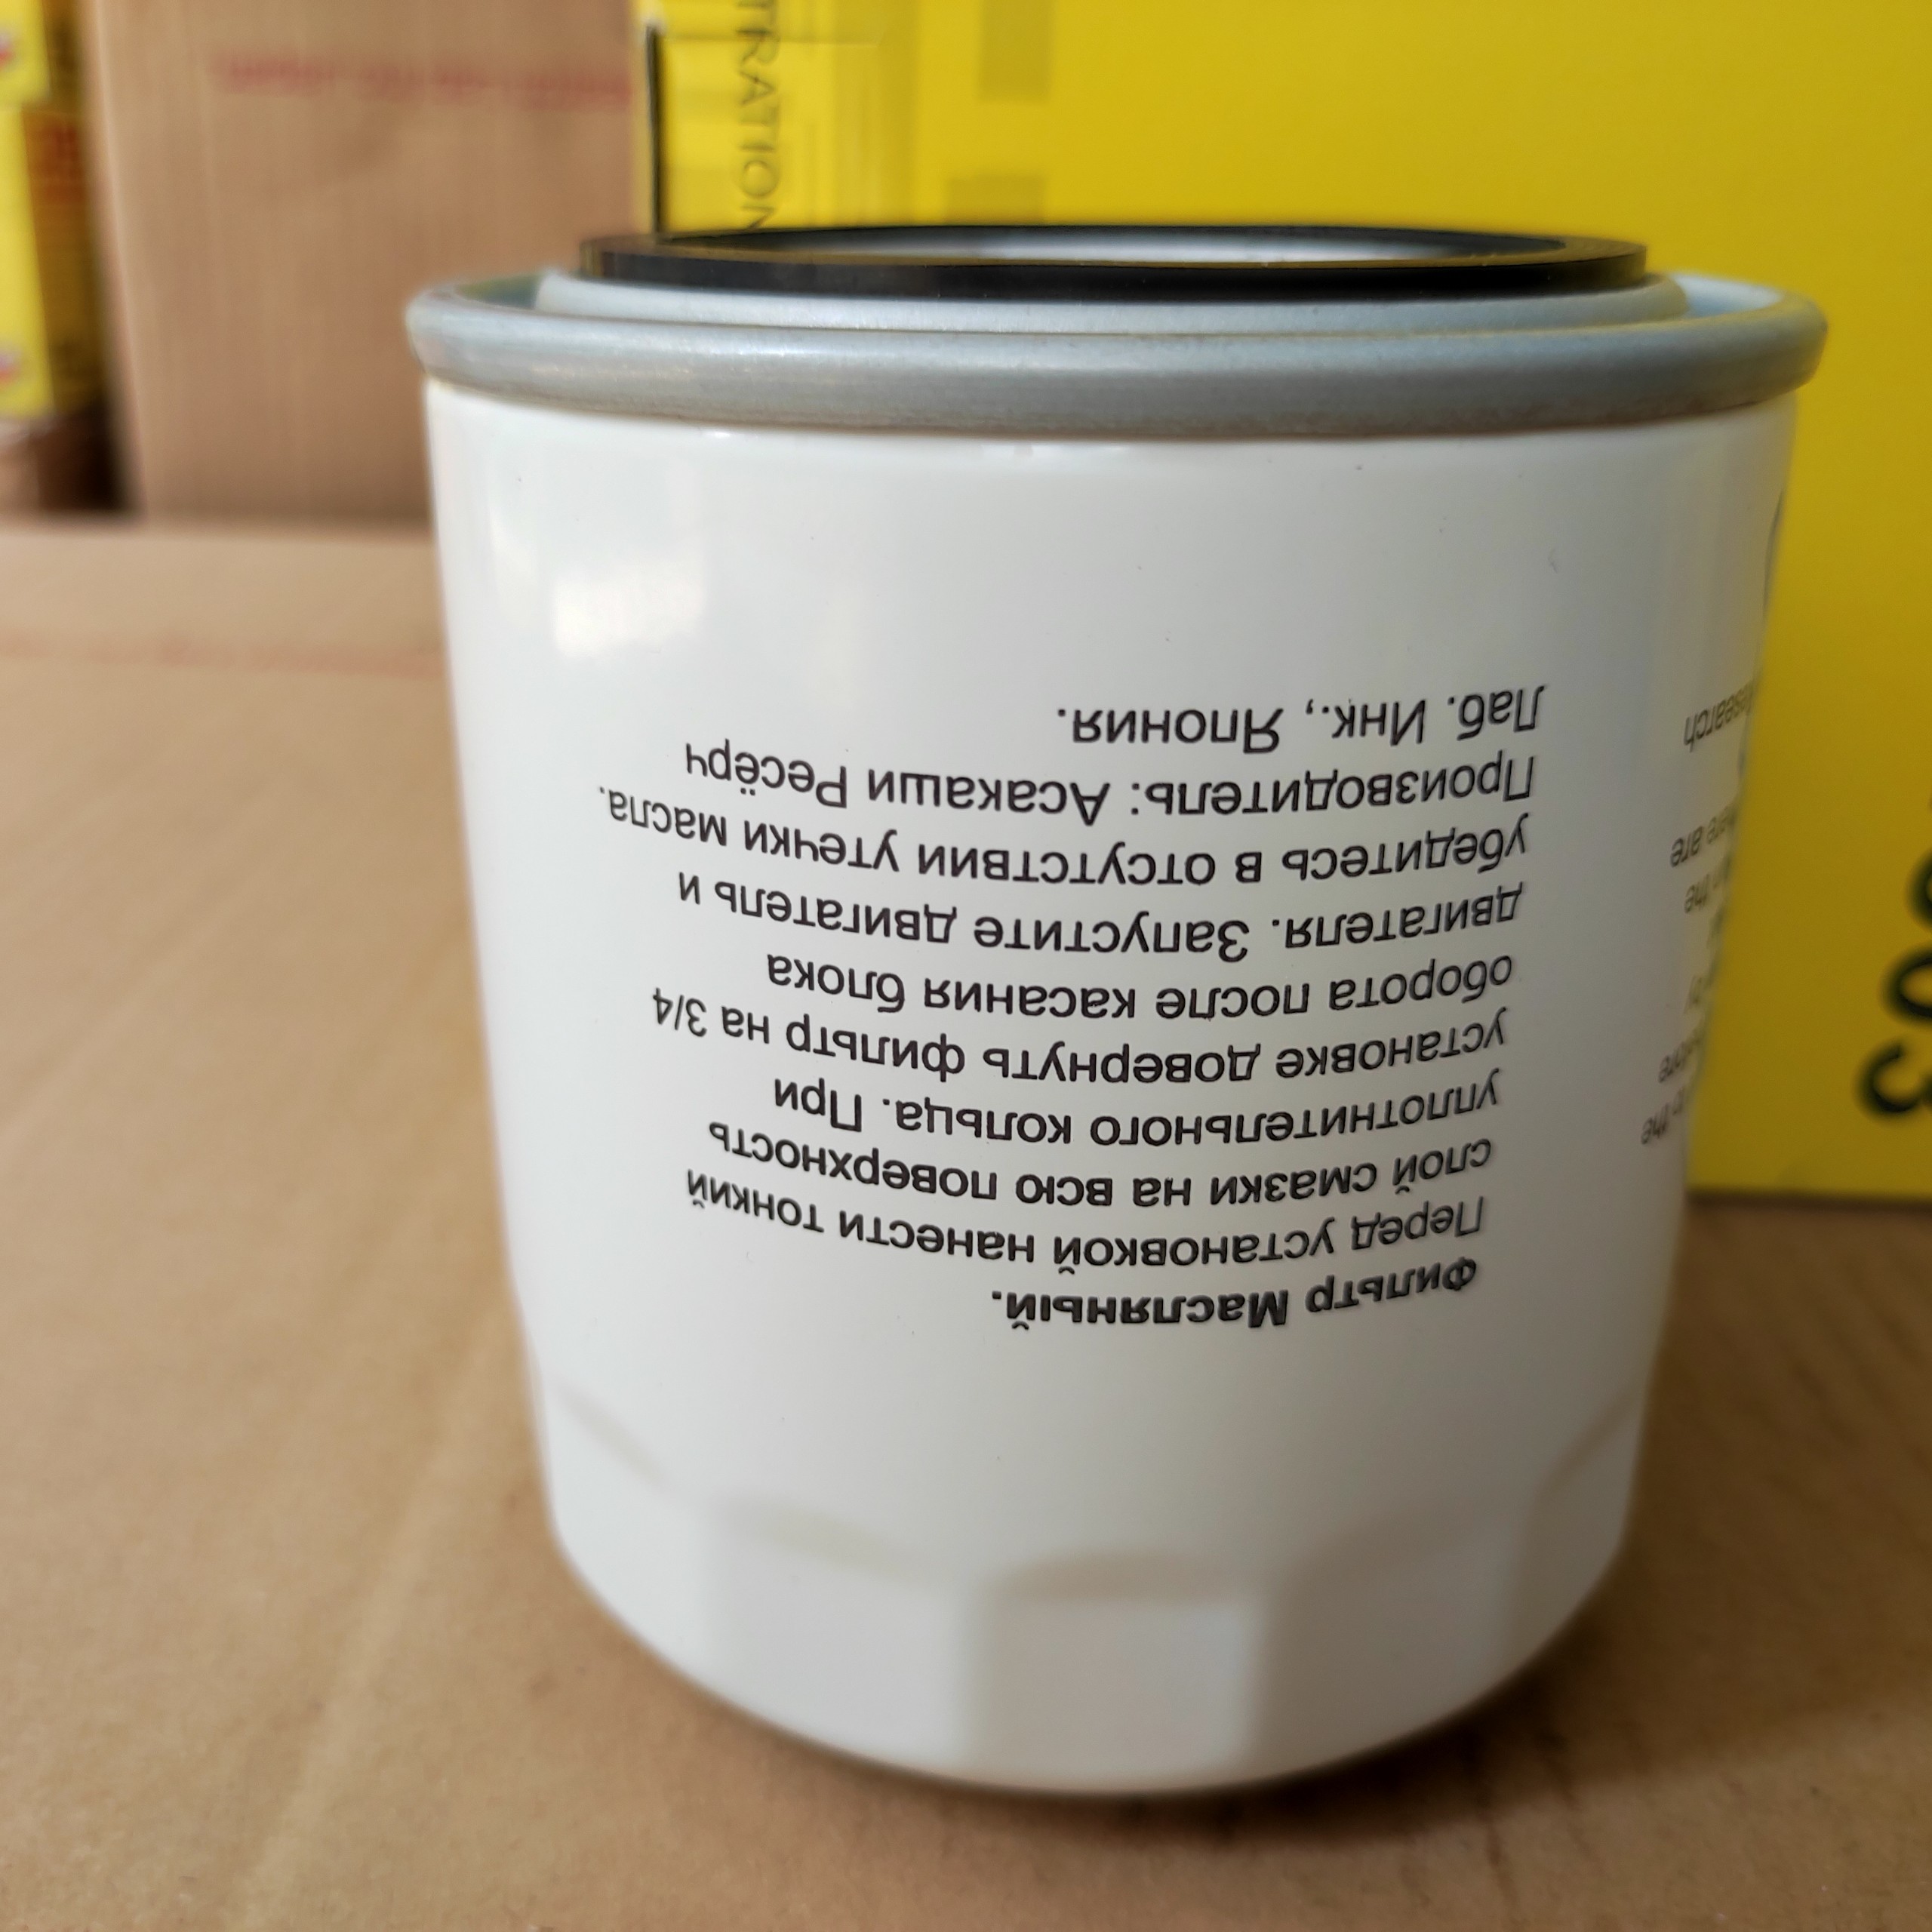 Фильтр Масляный.
Перед установкой нанести тонкий
слой смазки на всю поверхность
уплотнительного кольца. При
установке довернуть фильтр на 3/4
оборота после касания блока
двигателя. Запустите двигатель и
убедитесь в отсутствии утечки масла.
Производитель: Асакаши Ресёрч
Лаб. Инк., Япония.
the
by
the
are